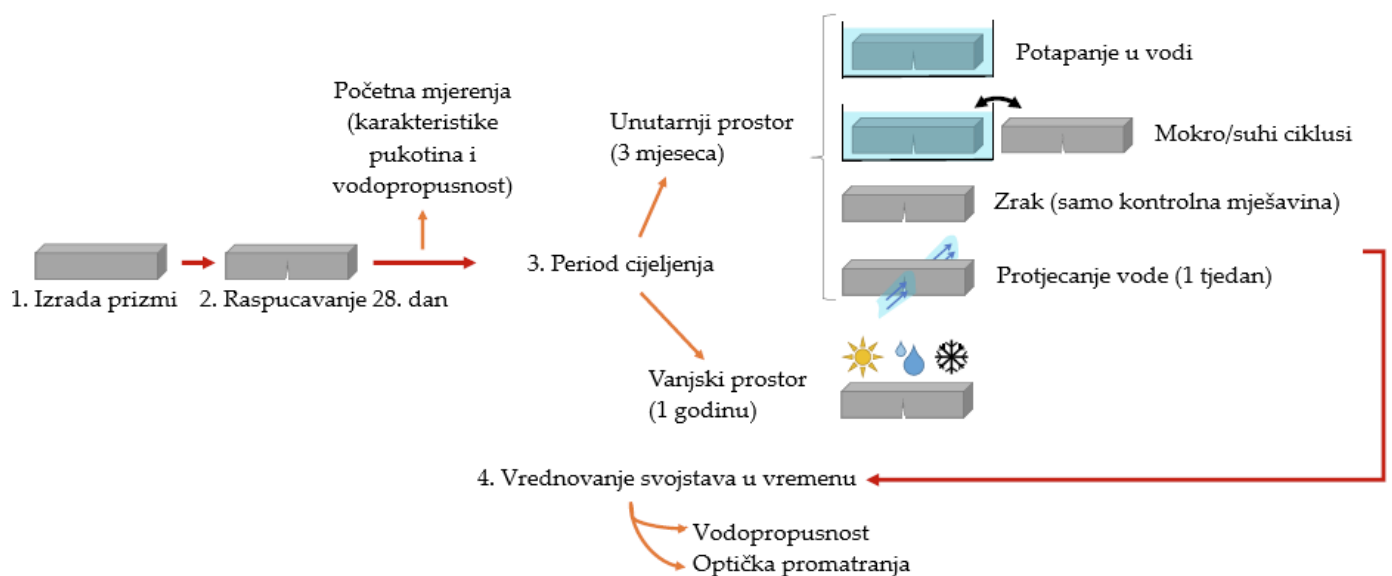 Početna mjerenja
(karakteristike
pukotina i
vodopropusnost)
Unutarnji prostor
(3 mjeseca)
Potapanje u vodi
Mokro/suhi ciklusi
Zrak (samo kontrolna mješavina)
Protjecanje vode (1 tjedan)
1. Izrada prizmi
2. Raspucavanje 28. dan
3. Period cijeljenja
Vanjski prostor
(1 godinu)
4. Vrednovanje svojstava u vremenu
Vodopropusnost
Optička promatranja